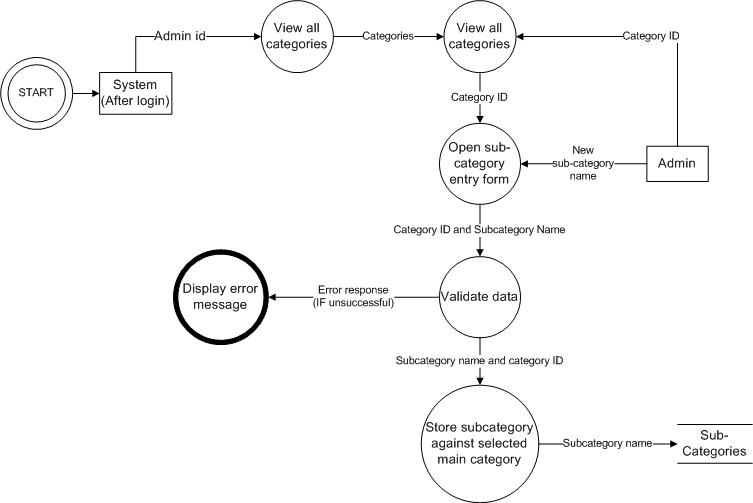 START
System
(After login)
Admin id
View all
categories
Categories
View all
categories
Category ID
Category ID
Open sub-
category
entry form
New
sub-category
name
Admin
Category ID and Subcategory Name
Validate data
Error response
(IF unsuccessful)
Display error
message
Subcategory name and category ID
Store subcategory
against selected
main category
Subcategory name
Sub-
Categories